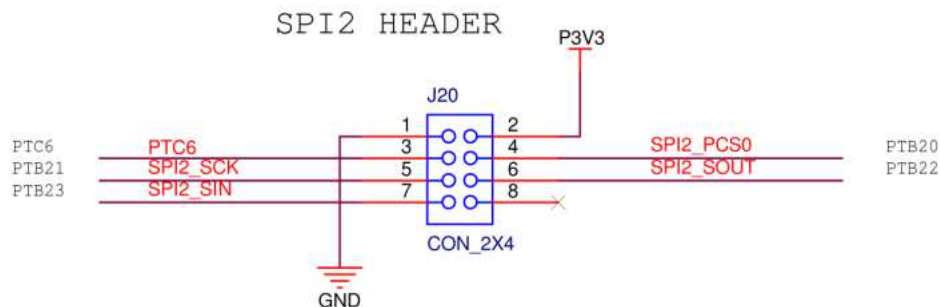 SPI2 HEADER
P3V3
J20
1 2
PTC6 PTC6 3 4 SPI2_PCS0 PTB20
PTB21 SPI2_SCK 5 6 SPI2_SOUT PTB22
PTB23 SPI2_SIN 7 8
CON_2X4
GND